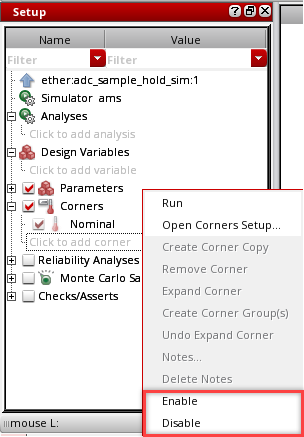 Setup
Name Value
Filter Filter
ether:adc_sample_hold_sim:1
Simulator ams
Analyses
Click to add analysis
Design Variables
Click to add variable
Parameters
Corners
Nominal
Click to add corner
Reliability Analyses
Monte Carlo Sa
Checks/Asserts
Run
Open Corners Setup...
Create Corner Copy
Remove Corner
Expand Corner
Create Corner Group(s)
Undo Expand Corner
Notes...
Delete Notes
Enable
Disable
mouse L: